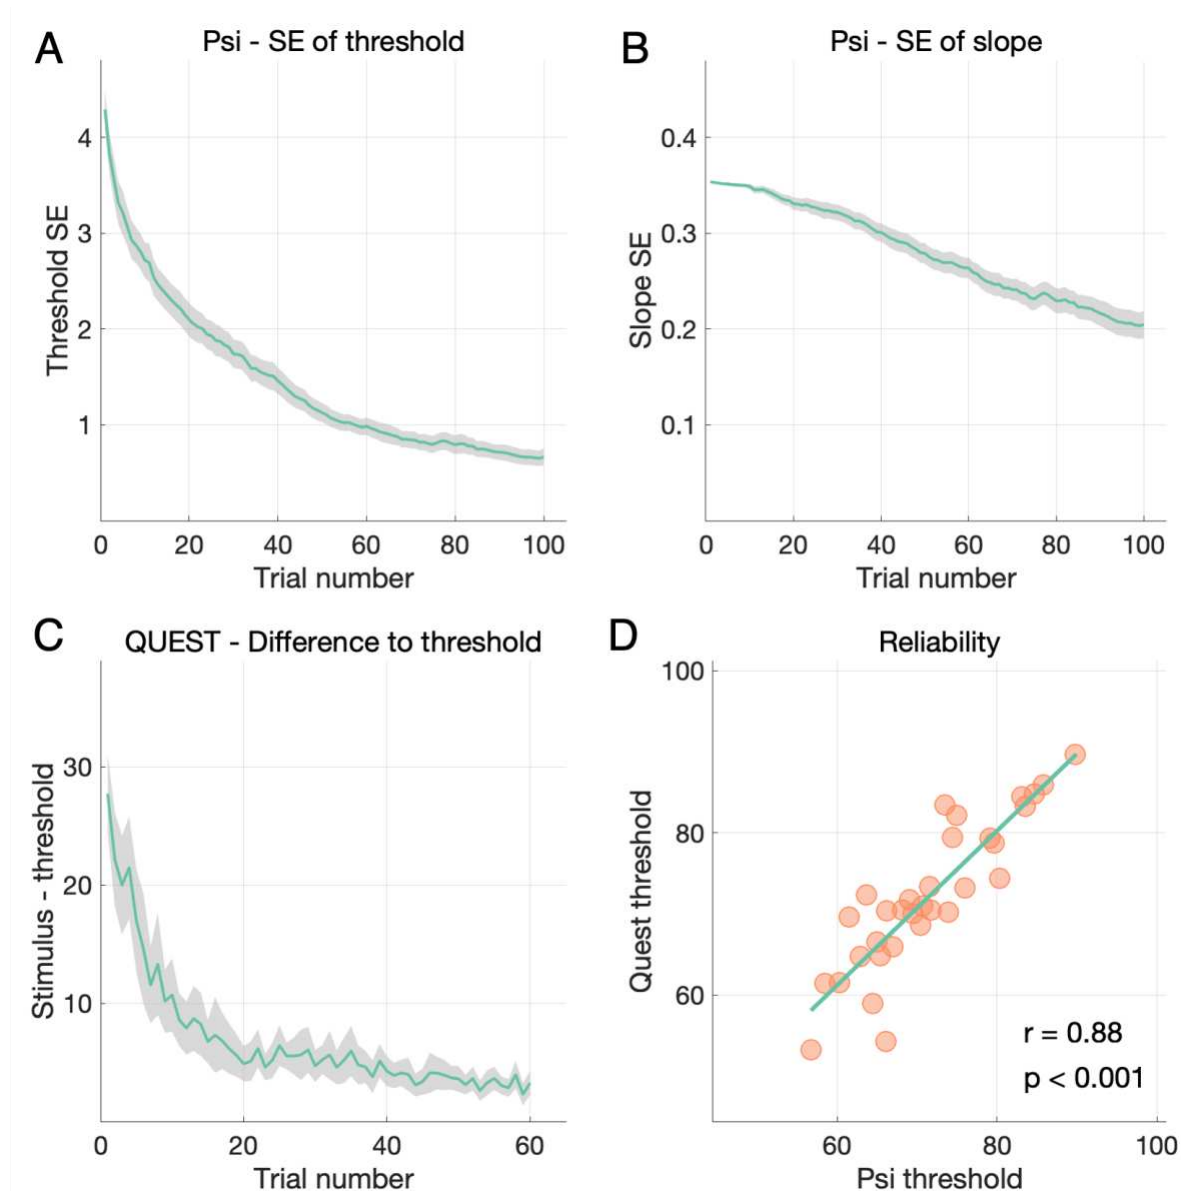 A
Psi - SE of threshold
Threshold SE
4
3
2
1
0 20 40 60 80 100
Trial number
B
Psi - SE of slope
Slope SE
0.4
0.3
0.2
0.1
0 20 40 60 80 100
Trial number
C
QUEST - Difference to threshold
Stimulus - threshold
30
20
10
0 20 40 60
Trial number
D
Reliability
Quest threshold
100
80
60
r = 0.88
p < 0.001
60 80 100
Psi threshold